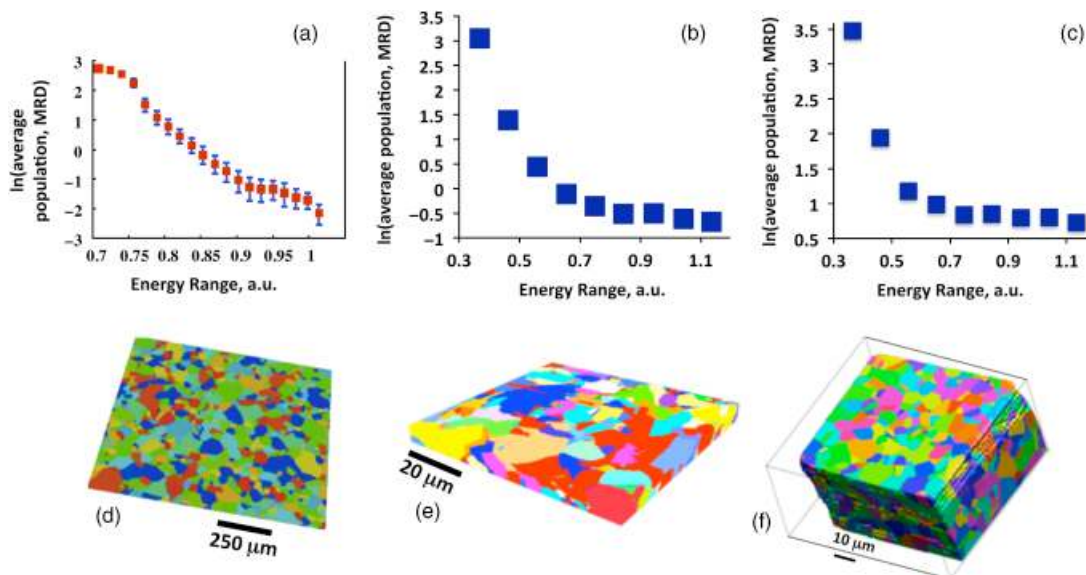 (a)
ln(average
population, MRD)
3
2
1
0
−1
−2
−3
0.7 0.75 0.8 0.85 0.9 0.95 1
Energy Range, a.u.
(b)
ln(average population, MRD)
3.5
3
2.5
2
1.5
1
0.5
0
−0.5
−1
0.3 0.5 0.7 0.9 1.1
Energy Range, a.u.
(c)
ln(average population, MRD)
3.5
3
2.5
2
1.5
1
0.5
0.3 0.5 0.7 0.9 1.1
Energy Range, a.u.
(d)
250 μm
20 μm
(e)
(f)
10 μm